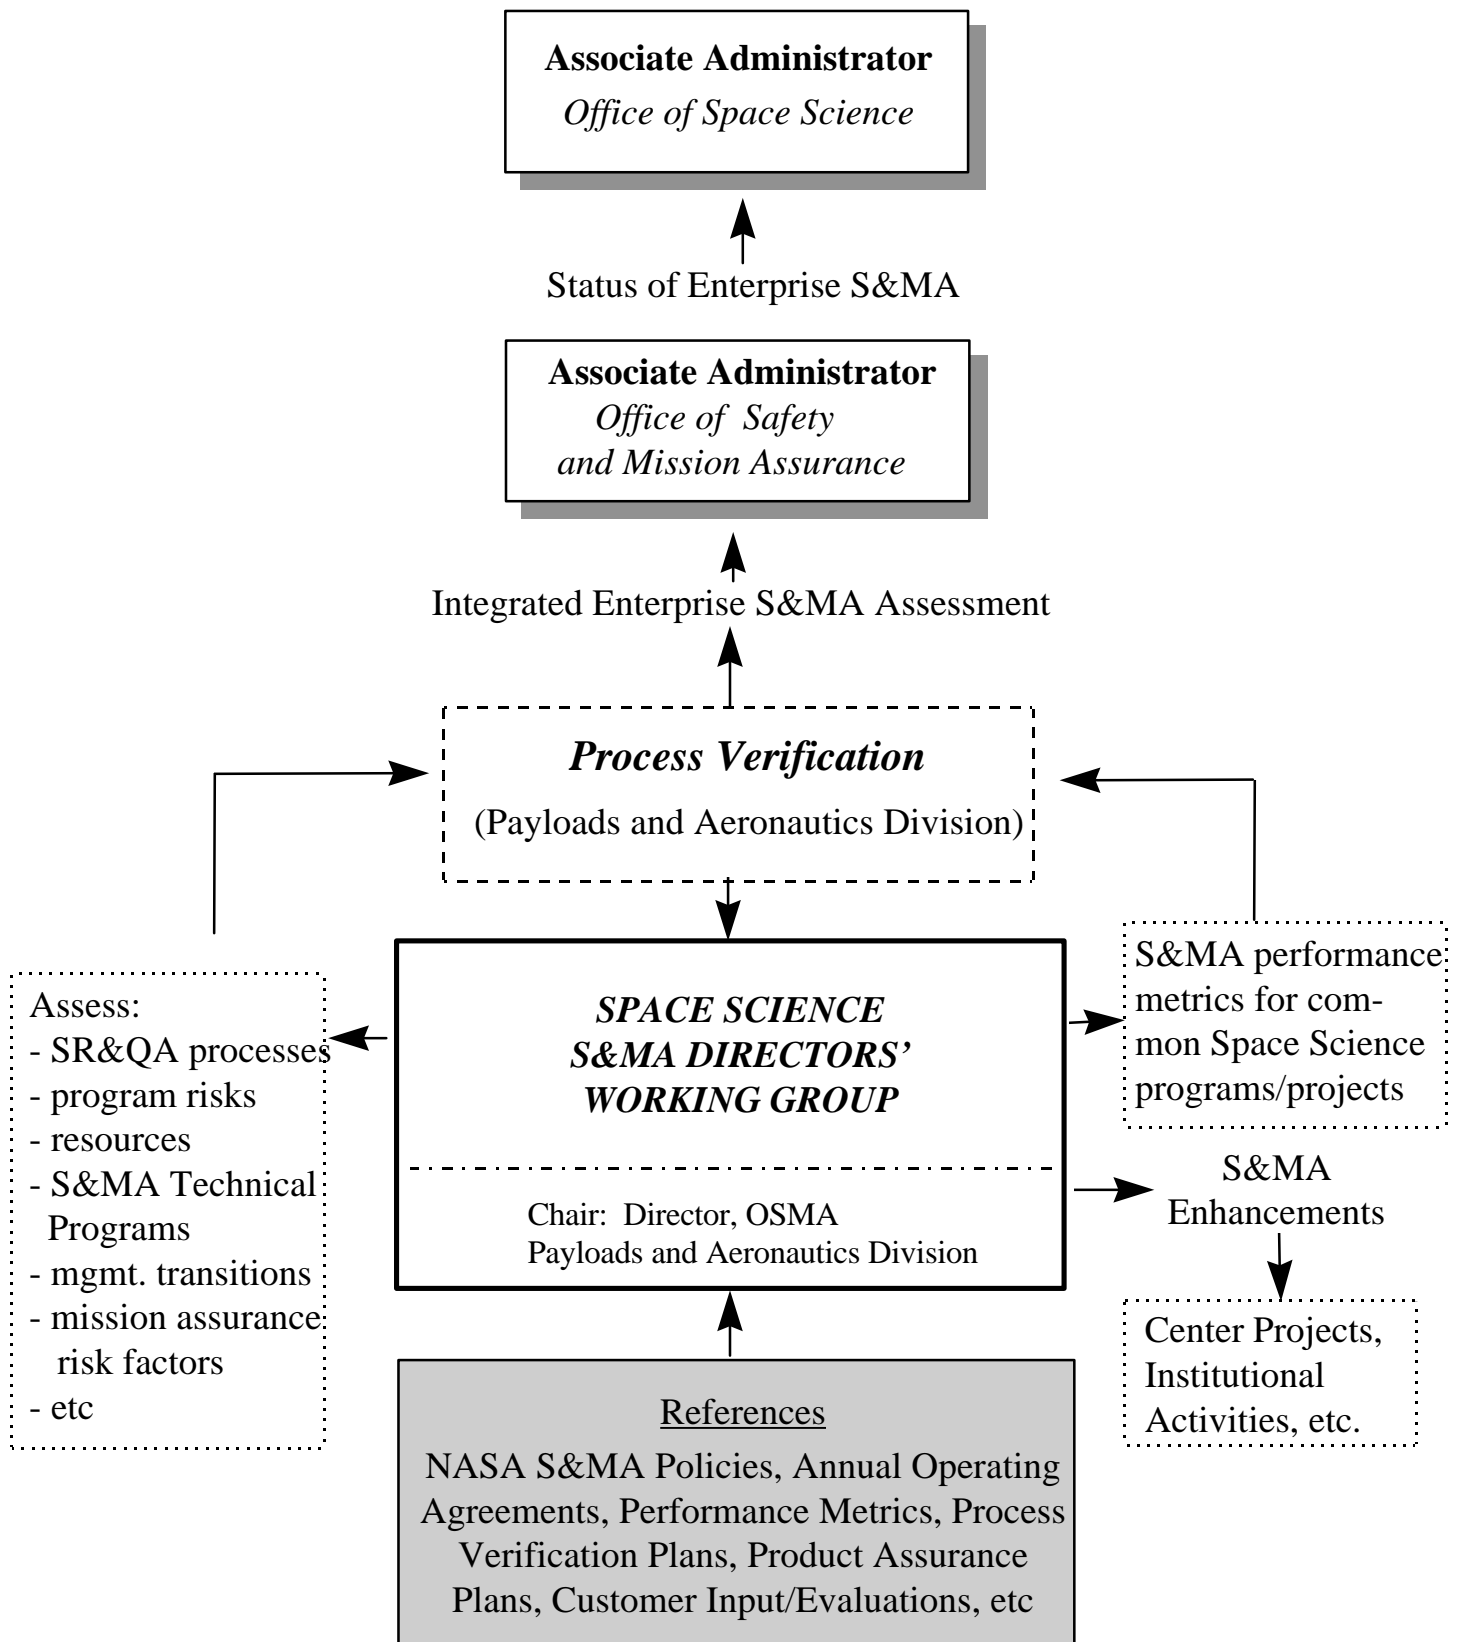 Associate Administrator
Office of Space Science
Status of Enterprise S&MA
Associate Administrator
Office of Safety
and Mission Assurance
Integrated Enterprise S&MA Assessment
Process Verification
(Payloads and Aeronautics Division)
Assess:
- SR&QA processes
- program risks
- resources
- S&MA Technical
Programs
- mgmt. transitions
- mission assurance
risk factors
- etc
SPACE SCIENCE
S&MA DIRECTORS’
WORKING GROUP
Chair: Director, OSMA
Payloads and Aeronautics Division
S&MA performance
metrics for com-
mon Space Science
programs/projects
S&MA
Enhancements
Center Projects,
Institutional
Activities, etc.
References
NASA S&MA Policies, Annual Operating
Agreements, Performance Metrics, Process
Verification Plans, Product Assurance
Plans, Customer Input/Evaluations, etc